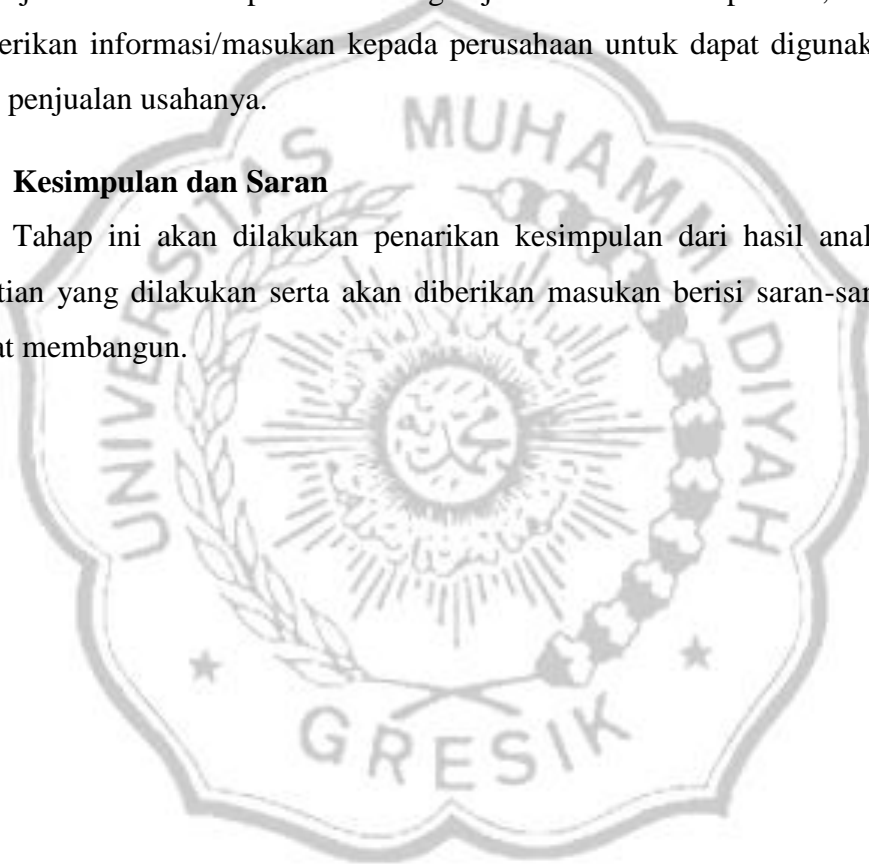 erikan informasi/masukan kepada perusahaan untuk dapat digunak
penjualan usahanya.
Kesimpulan dan Saran
Tahap ini akan dilakukan penarikan kesimpulan dari hasil anal
tian yang dilakukan serta akan diberikan masukan berisi saran-sar
at membangun.
UNIVERSITAS MUHAMMADIYAH
GRESIK